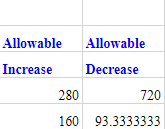 Allowable Allowable
Increase Decrease
280 720
160 93.3333333